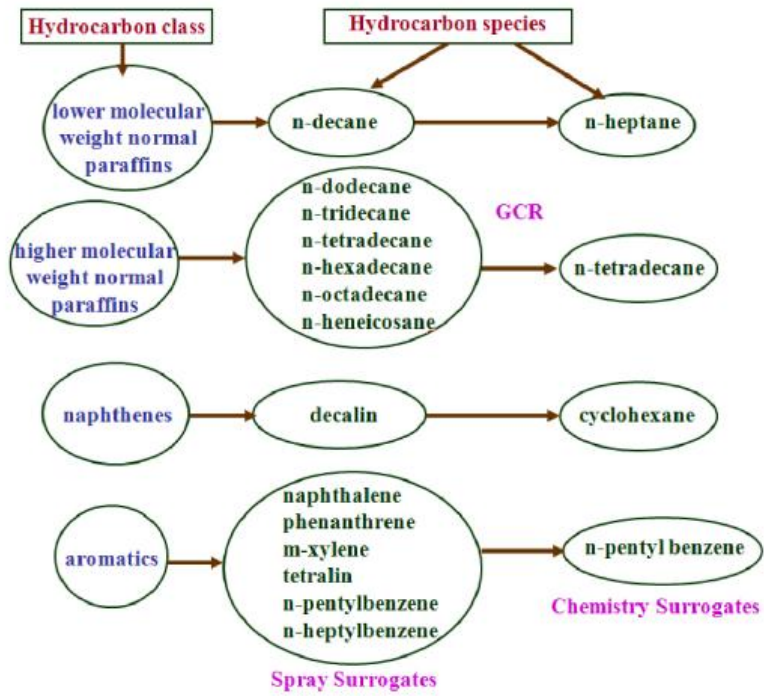 Hydrocarbon class
Hydrocarbon species
lower molecular
weight normal
paraffins
n-decane
n-heptane
higher molecular
weight normal
paraffins
n-dodecane
n-tridecane
n-tetradecane
n-hexadecane
n-octadecane
n-heneicosane
GCR
n-tetradecane
naphthenes
decalin
cyclohexane
aromatics
naphthalene
phenanthrene
m-xylene
tetralin
n-pentylbenzene
n-heptylbenzene
n-pentyl benzene
Chemistry Surrogates
Spray Surrogates